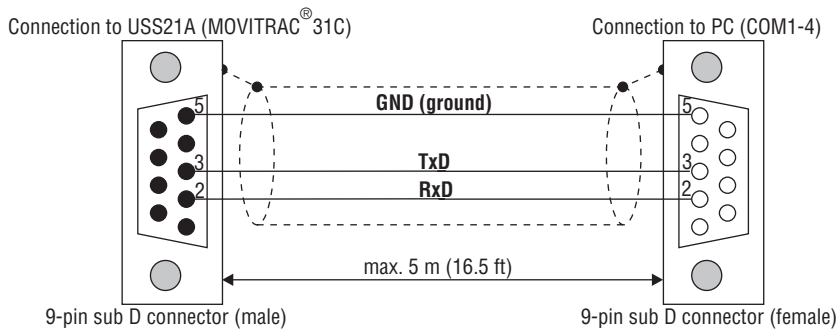 Connection to USS21A (MOVITRAC® 31C)
Connection to PC (COM1-4)
5
GND (ground)
5
3
TxD
3
2
RxD
2
max. 5 m (16.5 ft)
9-pin sub D connector (male)
9-pin sub D connector (female)